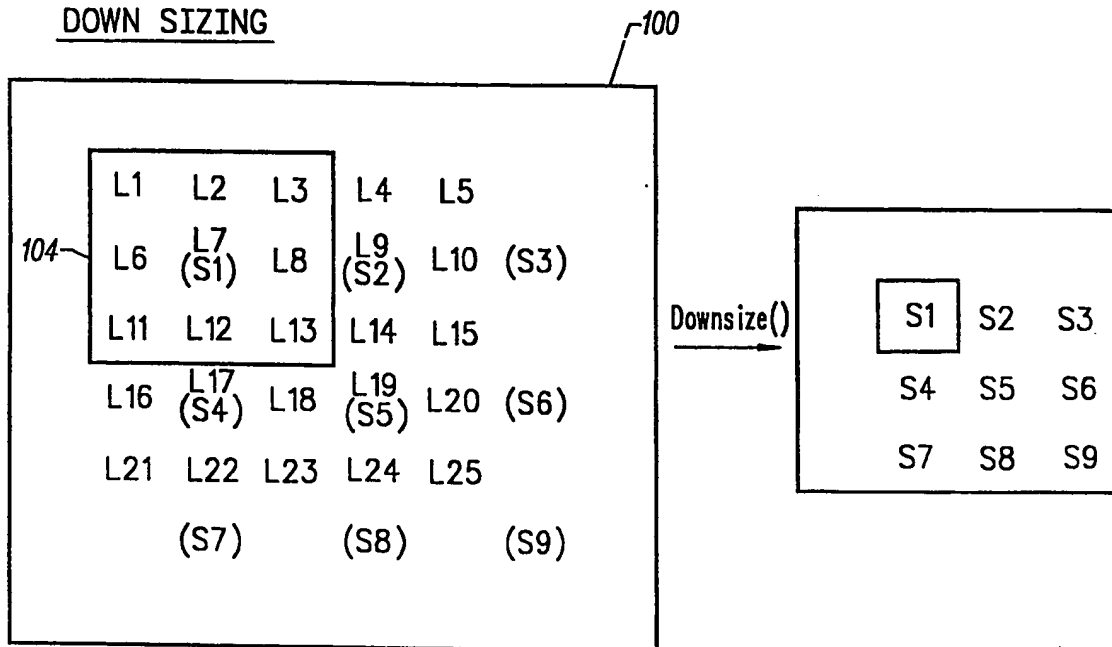 DOWN SIZING
100
L1 L2 L3 L4 L5
104 L6 L7 (S1) L8 L9 (S2) L10 (S3)
L11 L12 L13 L14 L15
L16 L17 (S4) L18 L19 (S5) L20 (S6)
L21 L22 L23 L24 L25
(S7) (S8) (S9)
Downsize()
S1 S2 S3
S4 S5 S6
S7 S8 S9